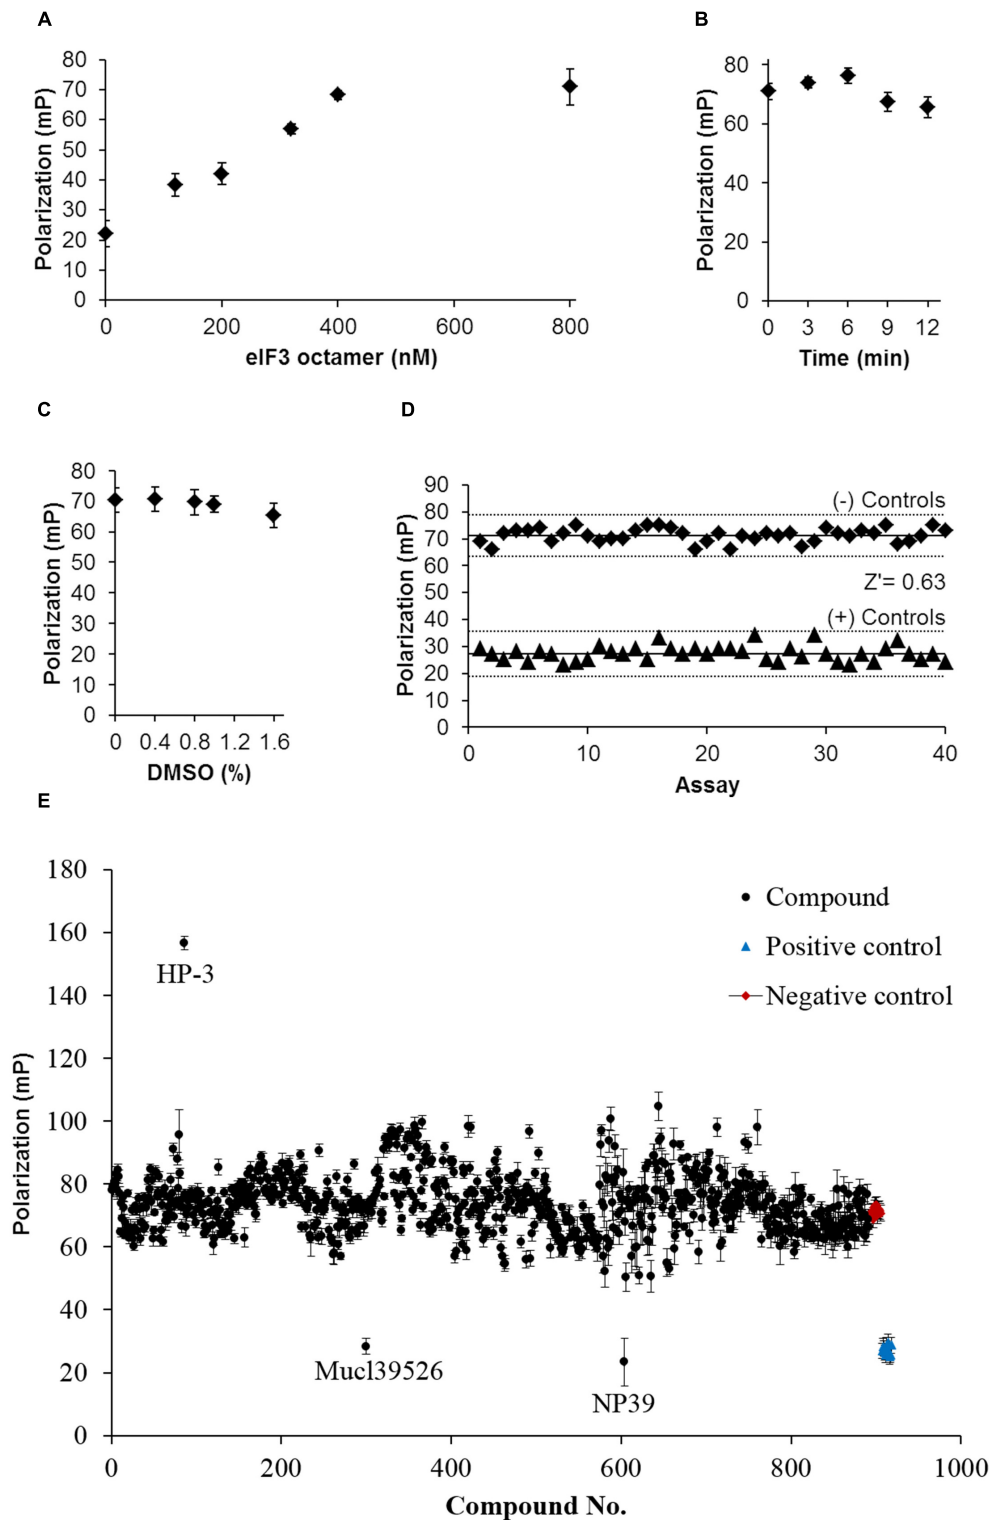 A
Polarization (mP)
80
70
60
50
40
30
20
10
0
0 200 400 600 800
eIF3 octamer (nM)
B
Polarization (mP)
80
60
40
20
0
0 3 6 9 12
Time (min)
C
Polarization (mP)
80
70
60
50
40
30
20
10
0
0 0.4 0.8 1.2 1.6
DMSO (%)
D
Polarization (mP)
90
80
70
60
50
40
30
20
10
0
(-) Controls
Z'= 0.63
(+) Controls
0 10 20 30 40
Assay
E
Polarization (mP)
180
160
140
120
100
80
60
40
20
0
HP-3
Compound
Positive control
Negative control
Mucl39526
NP39
0 200 400 600 800 1000
Compound No.